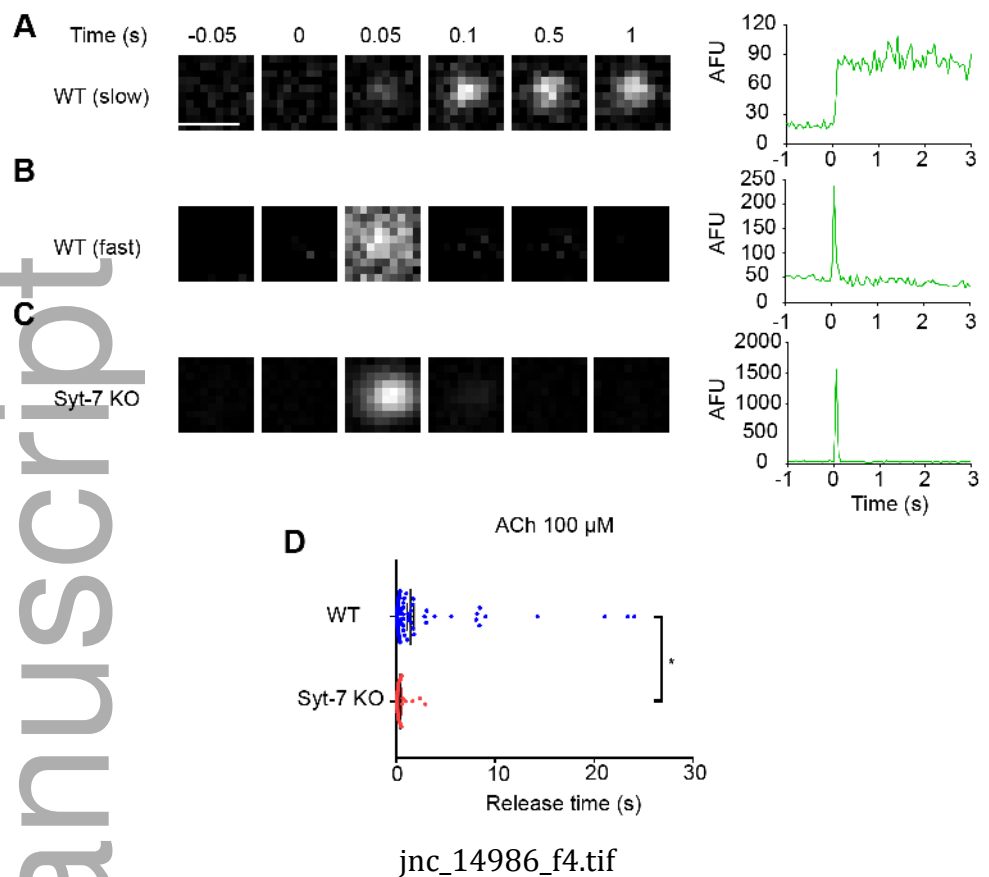 A
Time (s) -0.05 0 0.05 0.1 0.5 1
WT (slow)
AFU
120
90
60
30
0
-1 0 1 2 3
B
WT (fast)
AFU
250
200
150
100
50
0
-1 0 1 2 3
C
Syt-7 KO
AFU
2000
1500
1000
500
0
-1 0 1 2 3
Time (s)
D
ACh 100 µM
WT
Syt-7 KO
*
0 10 20 30
Release time (s)
jnc_14986_f4.tif
anuscript